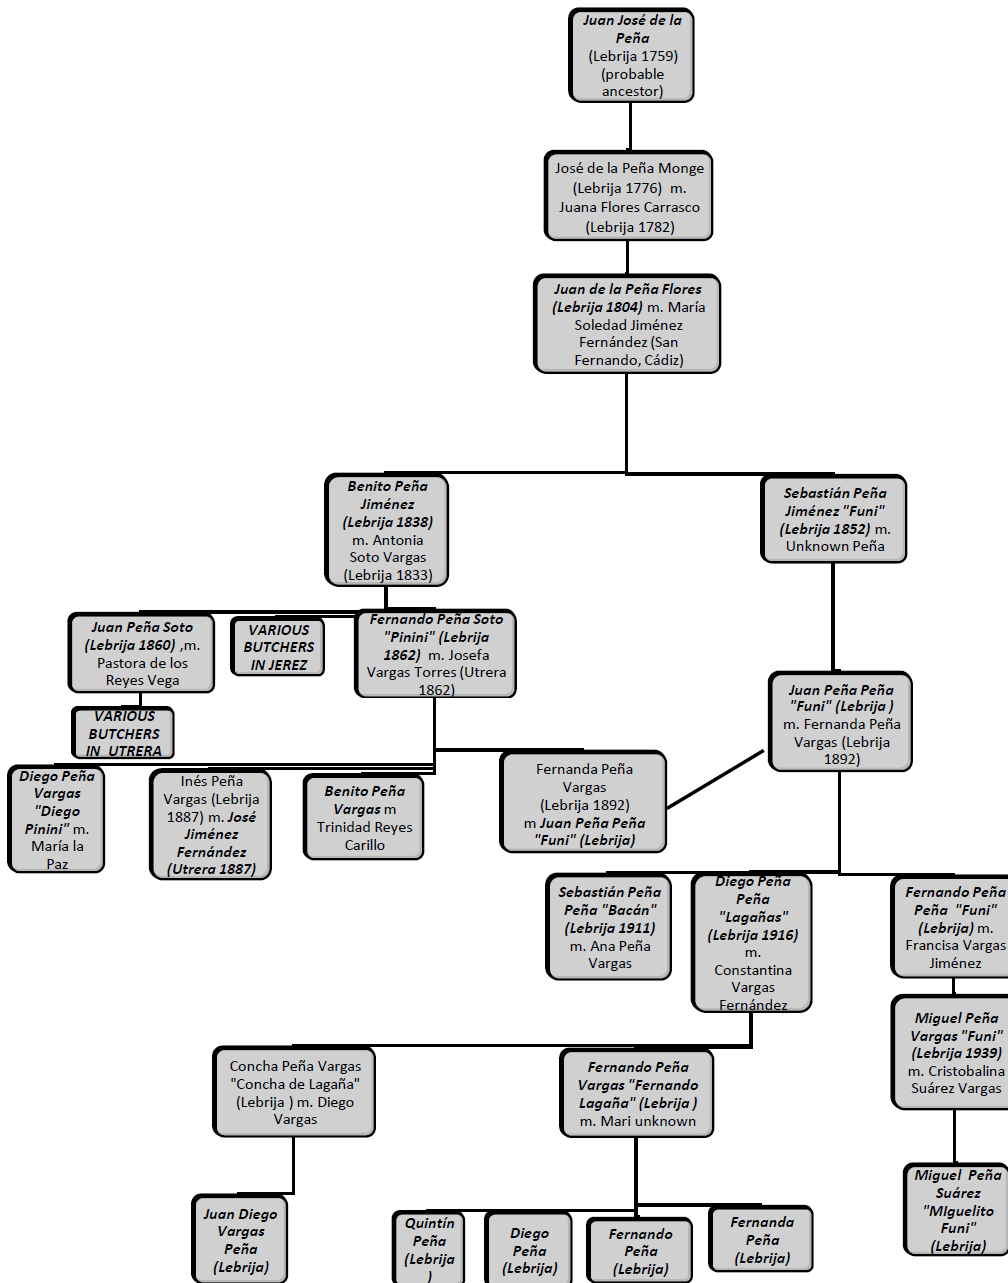 Juan José de la
Peña
(Lebrija 1759)
(probable
ancestor)
José de la Peña Monge
(Lebrija 1776) m.
Juana Flores Carrasco
(Lebrija 1782)
Juan de la Peña Flores
(Lebrija 1804) m. María
Soledad Jiménez
Fernández (San
Fernando, Cádiz)
Benito Peña
Jiménez
(Lebrija 1838)
m. Antonia
Soto Vargas
(Lebrija 1833)
Sebastián Peña
Jiménez "Funi"
(Lebrija 1852) m.
Unknown Peña
Juan Peña Soto
(Lebrija 1860) ,m.
Pastora de los
Reyes Vega
VARIOUS
BUTCHERS
IN JEREZ
Fernando Peña Soto
"Pinini" (Lebrija
1862) m. Josefa
Vargas Torres (Utrera
1862)
Juan Peña Peña
"Funi" (Lebrija )
m. Fernanda Peña
Vargas (Lebrija
1892)
VARIOUS
BUTCHERS
IN UTRERA
Diego Peña
Vargas
"Diego
Pinini" m.
María la
Paz
Inés Peña
Vargas (Lebrija
1887) m. José
Jiménez
Fernández
(Utrera 1887)
Benito Peña
Vargas m
Trinidad Reyes
Carillo
Fernanda Peña
Vargas
(Lebrija 1892)
m Juan Peña Peña
"Funi" (Lebrija)
Sebastián Peña
Peña "Bacán"
(Lebrija 1911)
m. Ana Peña
Vargas
Diego Peña
Peña
"Lagañas"
(Lebrija 1916)
m.
Constantina
Vargas
Fernández
Fernando Peña
Peña "Funi"
(Lebrija) m.
Francisa Vargas
Jiménez
Miguel Peña
Vargas "Funi"
(Lebrija 1939)
m. Cristobalina
Suárez Vargas
Concha Peña Vargas
"Concha de Lagaña"
(Lebrija ) m. Diego
Vargas
Fernando Peña
Vargas "Fernando
Lagaña" (Lebrija )
m. Mari unknown
Miguel Peña
Suárez
"MIguelito
Funi"
(Lebrija)
Juan Diego
Vargas
Peña
(Lebrija)
Quintín
Peña
(Lebrija
)
Diego
Peña
(Lebrija)
Fernando
Peña
(Lebrija)
Fernanda
Peña
(Lebrija)